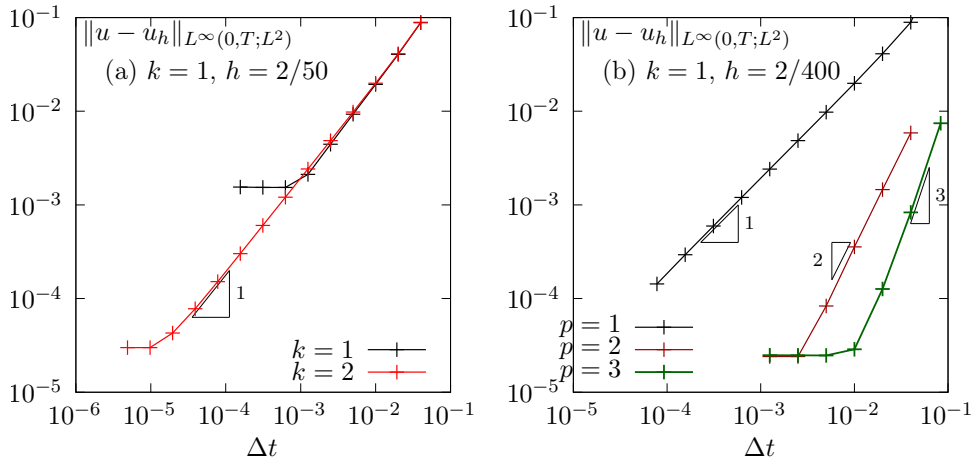 10⁻¹
10⁻²
10⁻³
10⁻⁴
10⁻⁵
‖u − u_h‖_{L^∞(0,T;L²)}
(a) k = 1, h = 2/50
1
k = 1
k = 2
10⁻⁶ 10⁻⁵ 10⁻⁴ 10⁻³ 10⁻² 10⁻¹
Δt
10⁻¹
10⁻²
10⁻³
10⁻⁴
10⁻⁵
‖u − u_h‖_{L^∞(0,T;L²)}
(b) k = 1, h = 2/400
1
2
3
p = 1
p = 2
p = 3
10⁻⁵ 10⁻⁴ 10⁻³ 10⁻² 10⁻¹
Δt